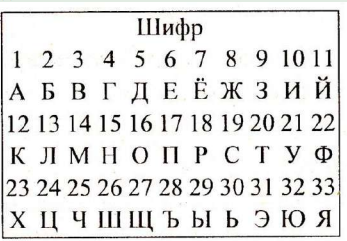 Шифр
1 2 3 4 5 6 7 8 9 10 11
А Б В Г Д Е Ё Ж З И Й
12 13 14 15 16 17 18 19 20 21 22
К Л М Н О П Р С Т У Ф
23 24 25 26 27 28 29 30 31 32 33
Х Ц Ч Ш Щ Ъ Ы Ь Э Ю Я